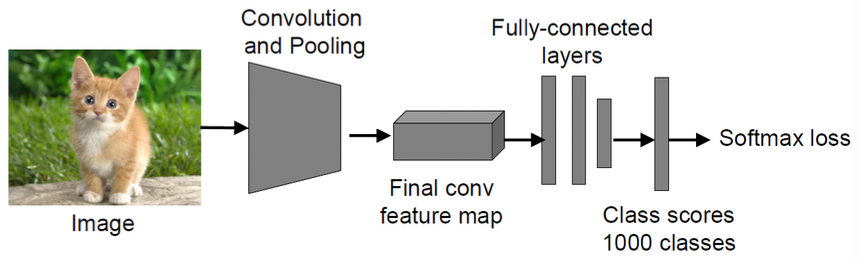 Convolution
and Pooling
Fully-connected
layers
Softmax loss
Final conv
feature map
Image
Class scores
1000 classes